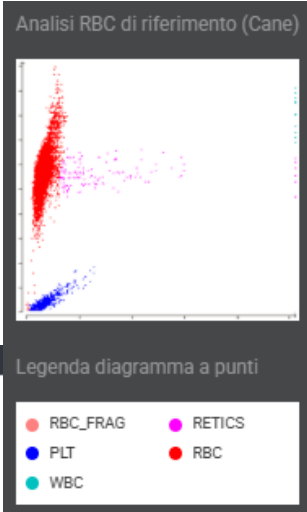 Analisi RBC di riferimento (Cane)
Legenda diagramma a punti
RBC_FRAG
RETICS
PLT
RBC
WBC